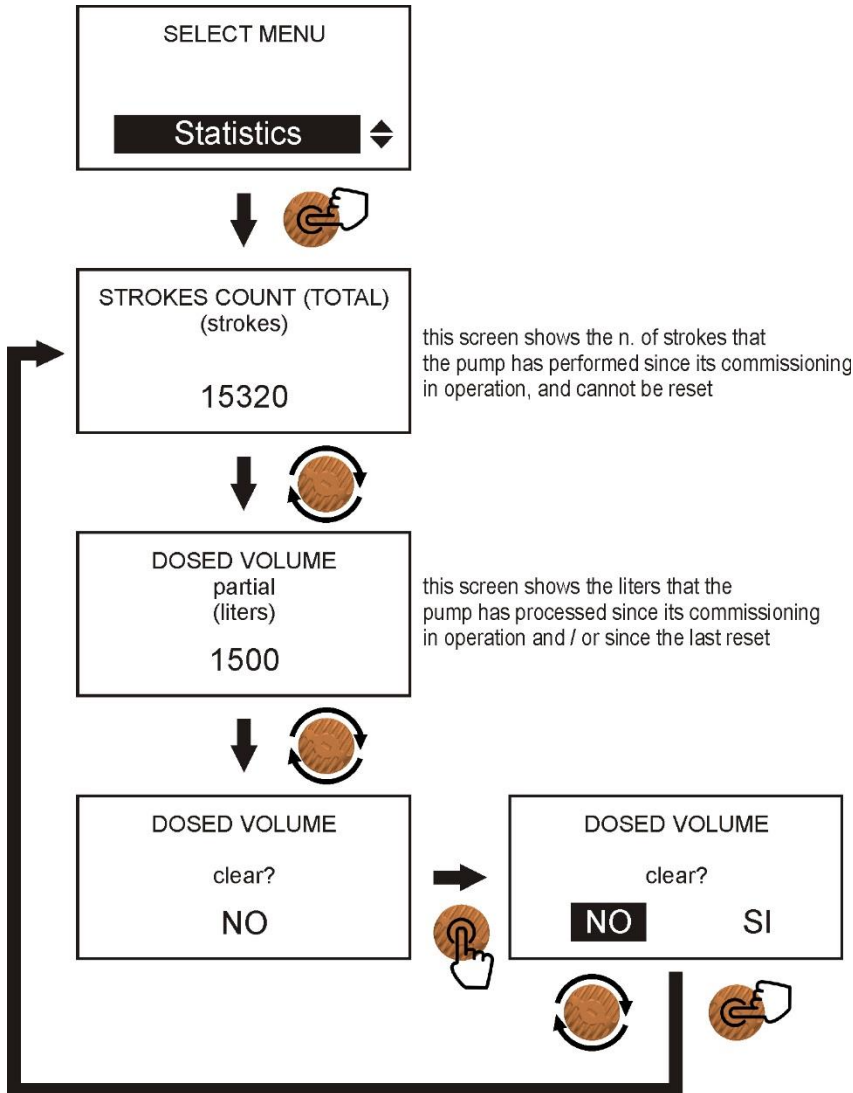 SELECT MENU
Statistics
STROKES COUNT (TOTAL)
(strokes)
15320
this screen shows the n. of strokes that
the pump has performed since its commissioning
in operation, and cannot be reset
DOSED VOLUME
partial
(liters)
1500
this screen shows the liters that the
pump has processed since its commissioning
in operation and / or since the last reset
DOSED VOLUME
clear?
NO
DOSED VOLUME
clear?
NO SI